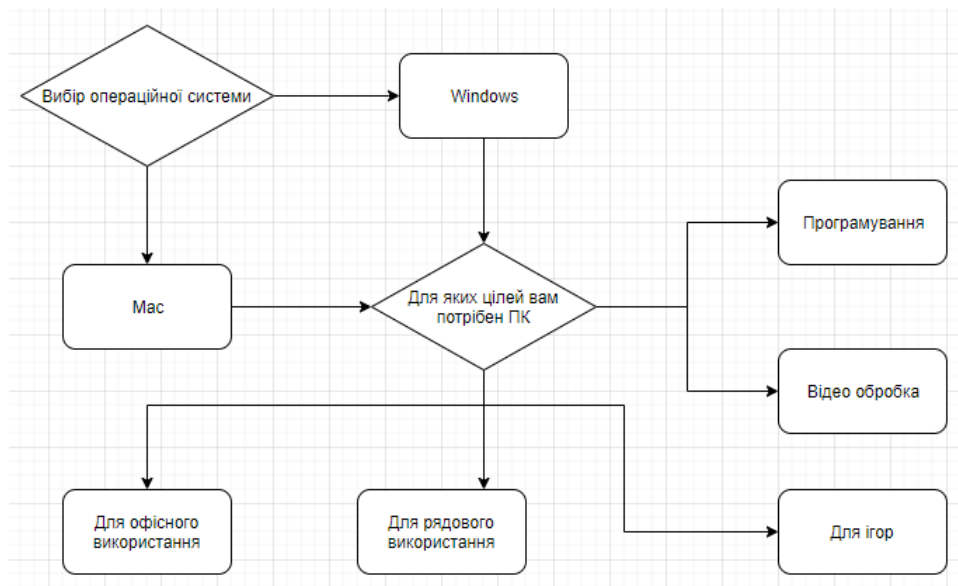 Вибір операційної системи
Windows
Програмування
Mac
Для яких цілей вам
потрібен ПК
Відео обробка
Для офісного
використання
Для рядового
використання
Для ігор